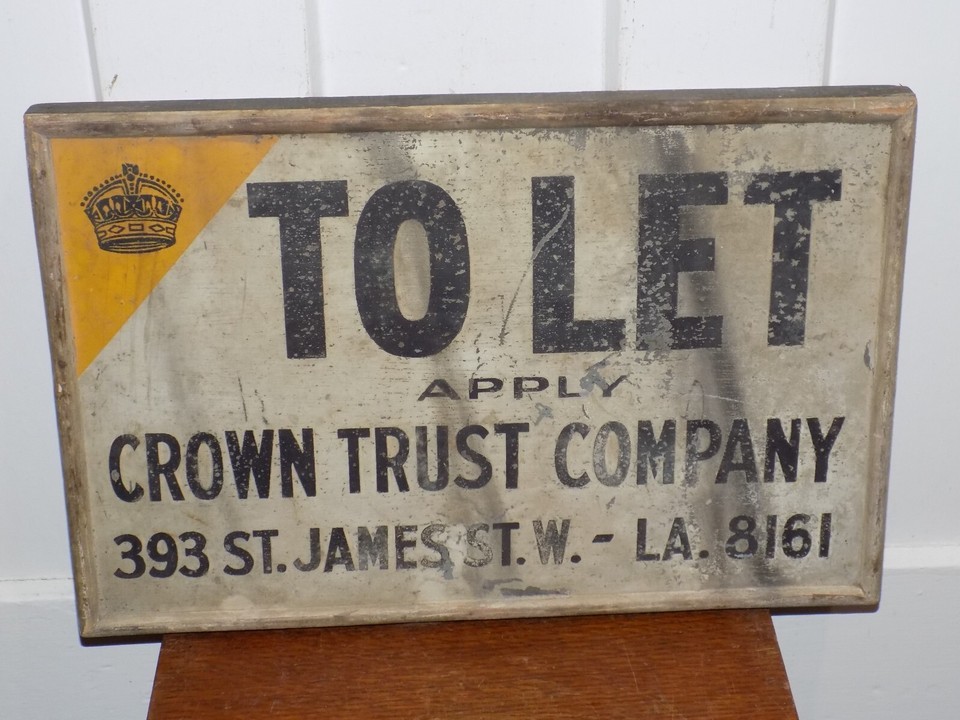 TO LET
APPLY
CROWN TRUST COMPANY
393 ST. JAMES ST. W. - LA. 8161